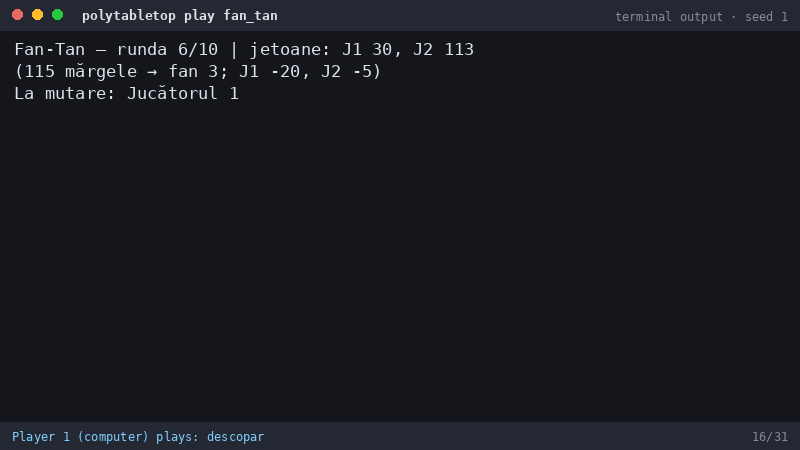 polytabletop play fan_tan
terminal output · seed 1
Fan-Tan — runda 6/10 | jetoane: J1 30, J2 113
(115 mărgele → fan 3; J1 -20, J2 -5)
La mutare: Jucătorul 1
Player 1 (computer) plays: descopar
16/31